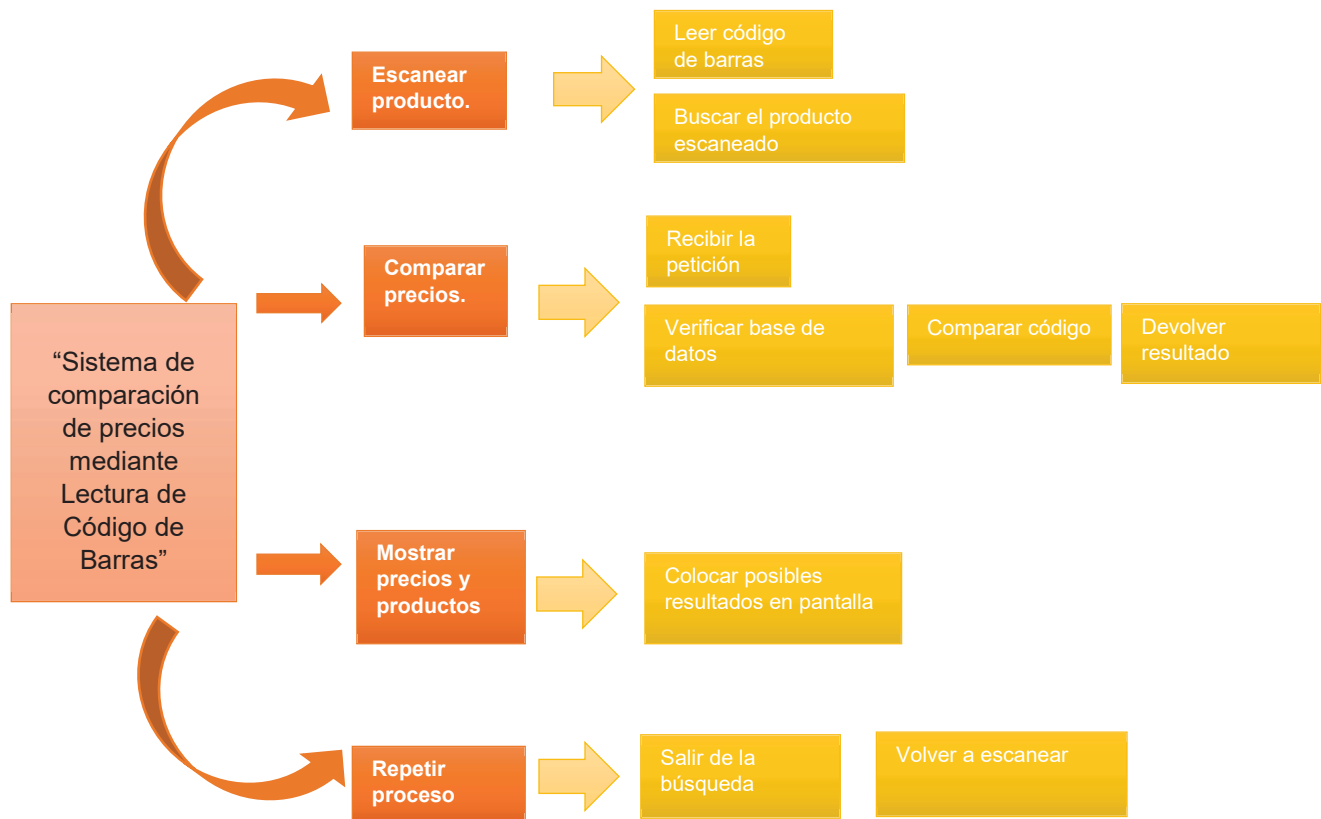 “Sistema de
comparación
de precios
mediante
Lectura de
Código de
Barras”
Escanear
producto.
Leer código
de barras
Buscar el producto
escaneado
Comparar
precios.
Recibir la
petición
Verificar base de
datos
Comparar código
Devolver
resultado
Mostrar
precios y
productos
Colocar posibles
resultados en pantalla
Repetir
proceso
Salir de la
búsqueda
Volver a escanear